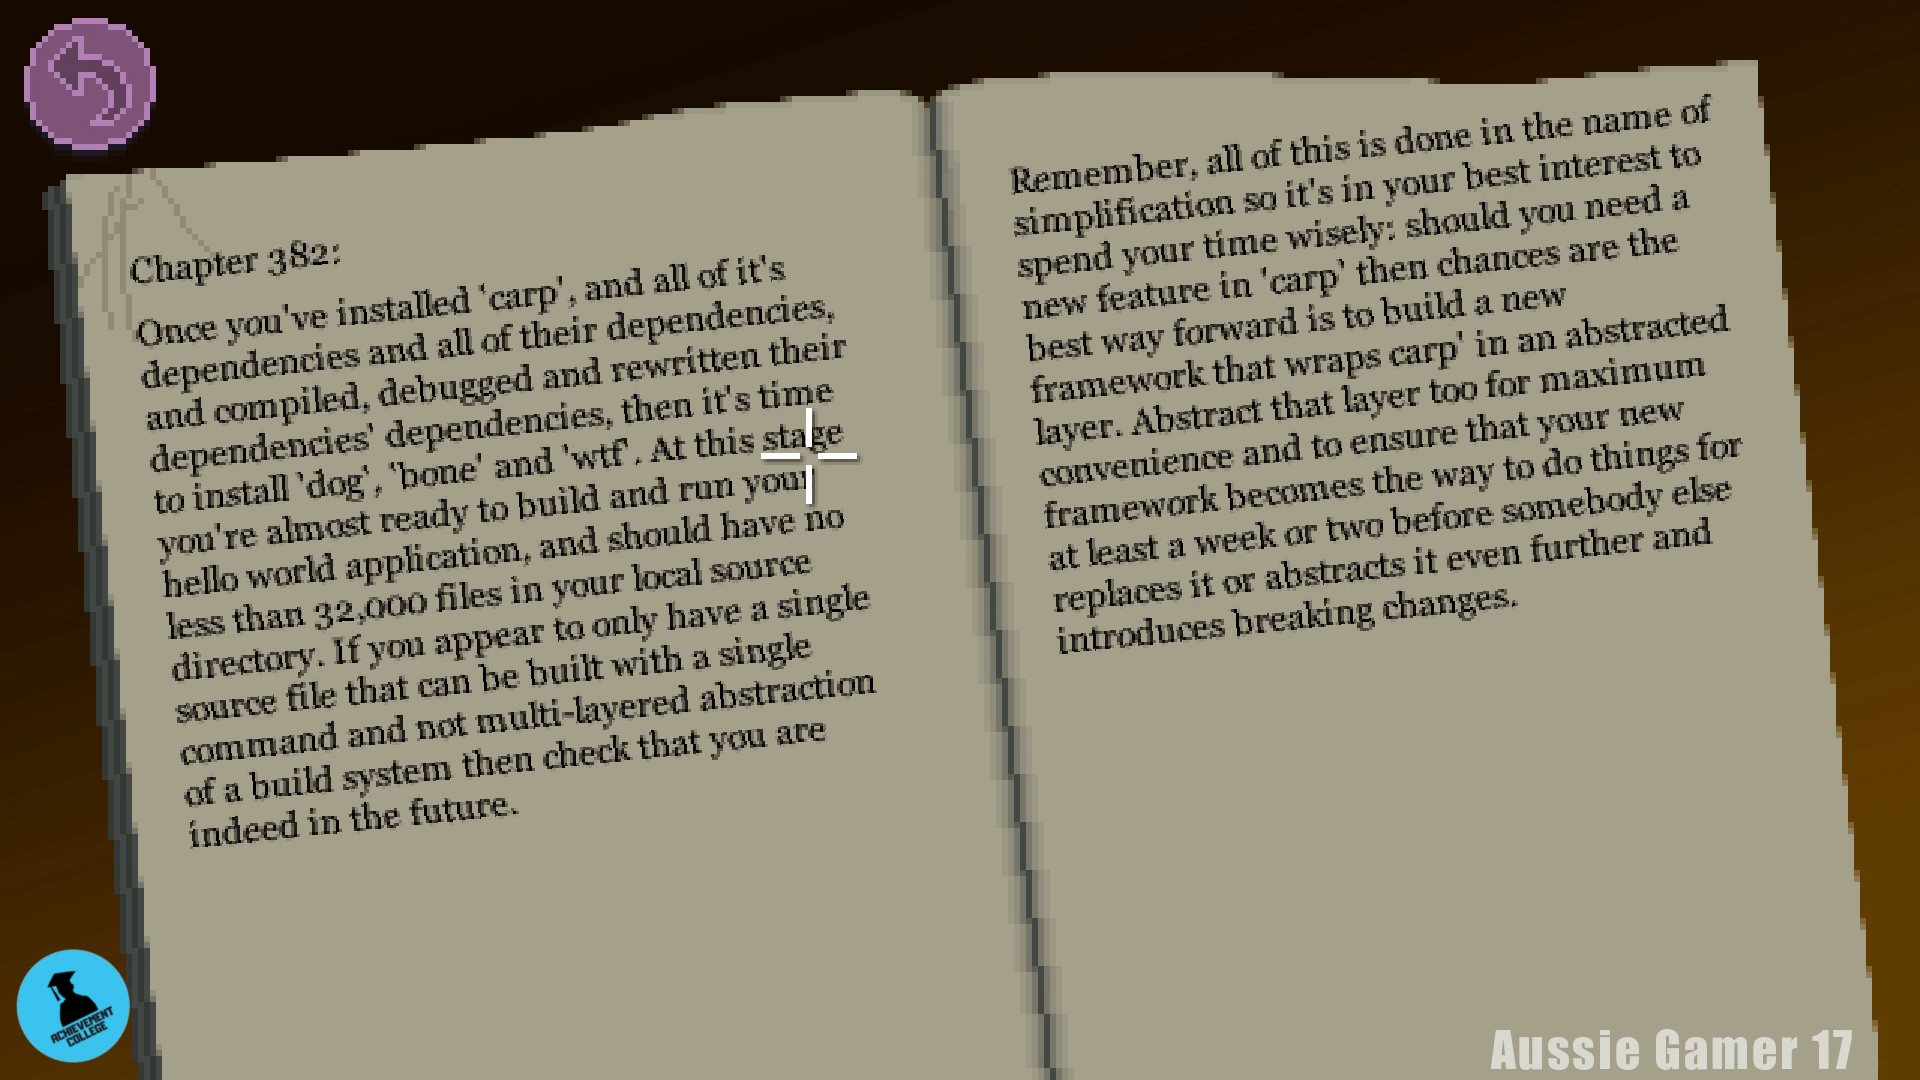 Chapter 382:
Once you've installed 'carp', and all of it's
dependencies and all of their dependencies,
and compiled, debugged and rewritten their
dependencies' dependencies, then it's time
to install 'dog', 'bone' and 'wtf'. At this stage
you're almost ready to build and run your
hello world application, and should have no
less than 32,000 files in your local source
directory. If you appear to only have a single
source file that can be built with a single
command and not multi-layered abstraction
of a build system then check that you are
indeed in the future.
Remember, all of this is done in the name of
simplification so it's in your best interest to
spend your time wisely: should you need a
new feature in 'carp' then chances are the
best way forward is to build a new
framework that wraps carp' in an abstracted
layer. Abstract that layer too for maximum
convenience and to ensure that your new
framework becomes the way to do things for
at least a week or two before somebody else
replaces it or abstracts it even further and
introduces breaking changes.
ACHIEVEMENT
COLLEGE
Aussie Gamer 17